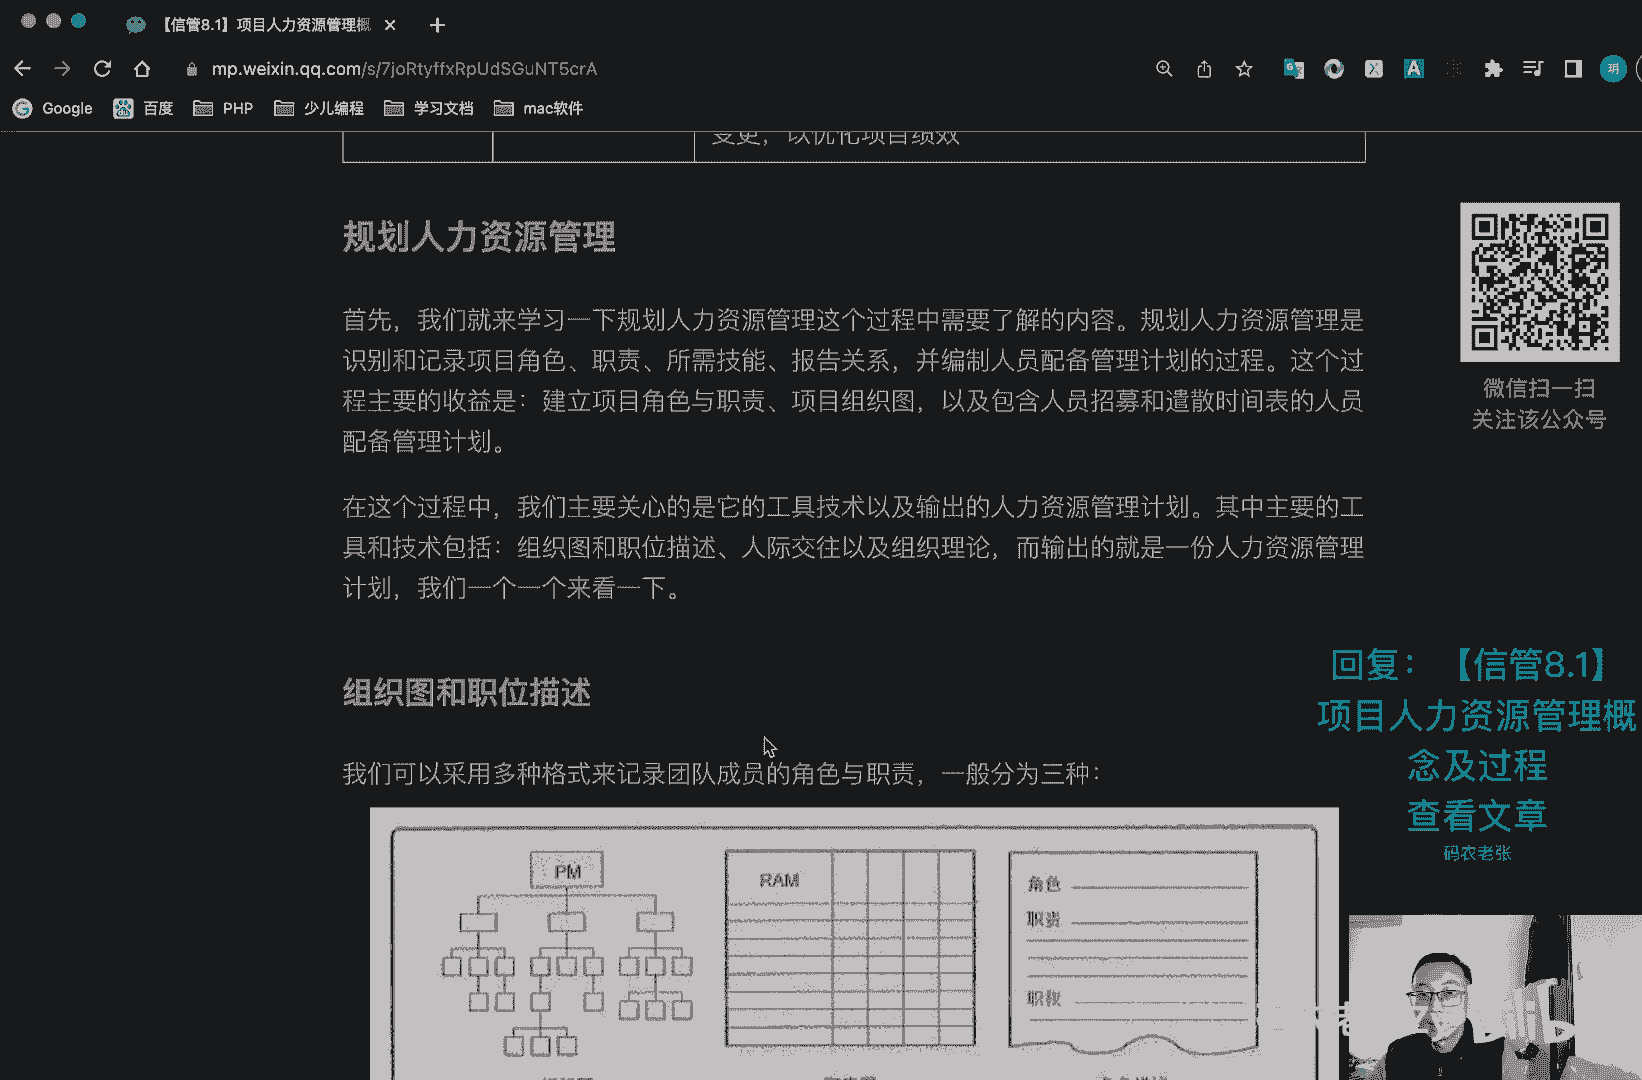 【信管8.1】项目人力资源管理概
mp.weixin.qq.com/s/7joRtyffxRpUdSGuNT5crA
玥
Google 百度 PHP 少儿编程 学习文档 mac软件
变更，以优化项目绩效
规划人力资源管理
首先，我们就来学习一下规划人力资源管理这个过程中需要了解的内容。规划人力资源管理是
识别和记录项目角色、职责、所需技能、报告关系，并编制人员配备管理计划的过程。这个过
程主要的收益是：建立项目角色与职责、项目组织图，以及包含人员招募和遣散时间表的人员
配备管理计划。
在这个过程中，我们主要关心的是它的工具技术以及输出的人力资源管理计划。其中主要的工
具和技术包括：组织图和职位描述、人际交往以及组织理论，而输出的就是一份人力资源管理
计划，我们一个一个来看一下。
组织图和职位描述
我们可以采用多种格式来记录团队成员的角色与职责，一般分为三种：
PM
RAM
角色
职责
职权
微信扫一扫
关注该公众号
回复：【信管8.1】
项目人力资源管理概
念及过程
查看文章
码农老张